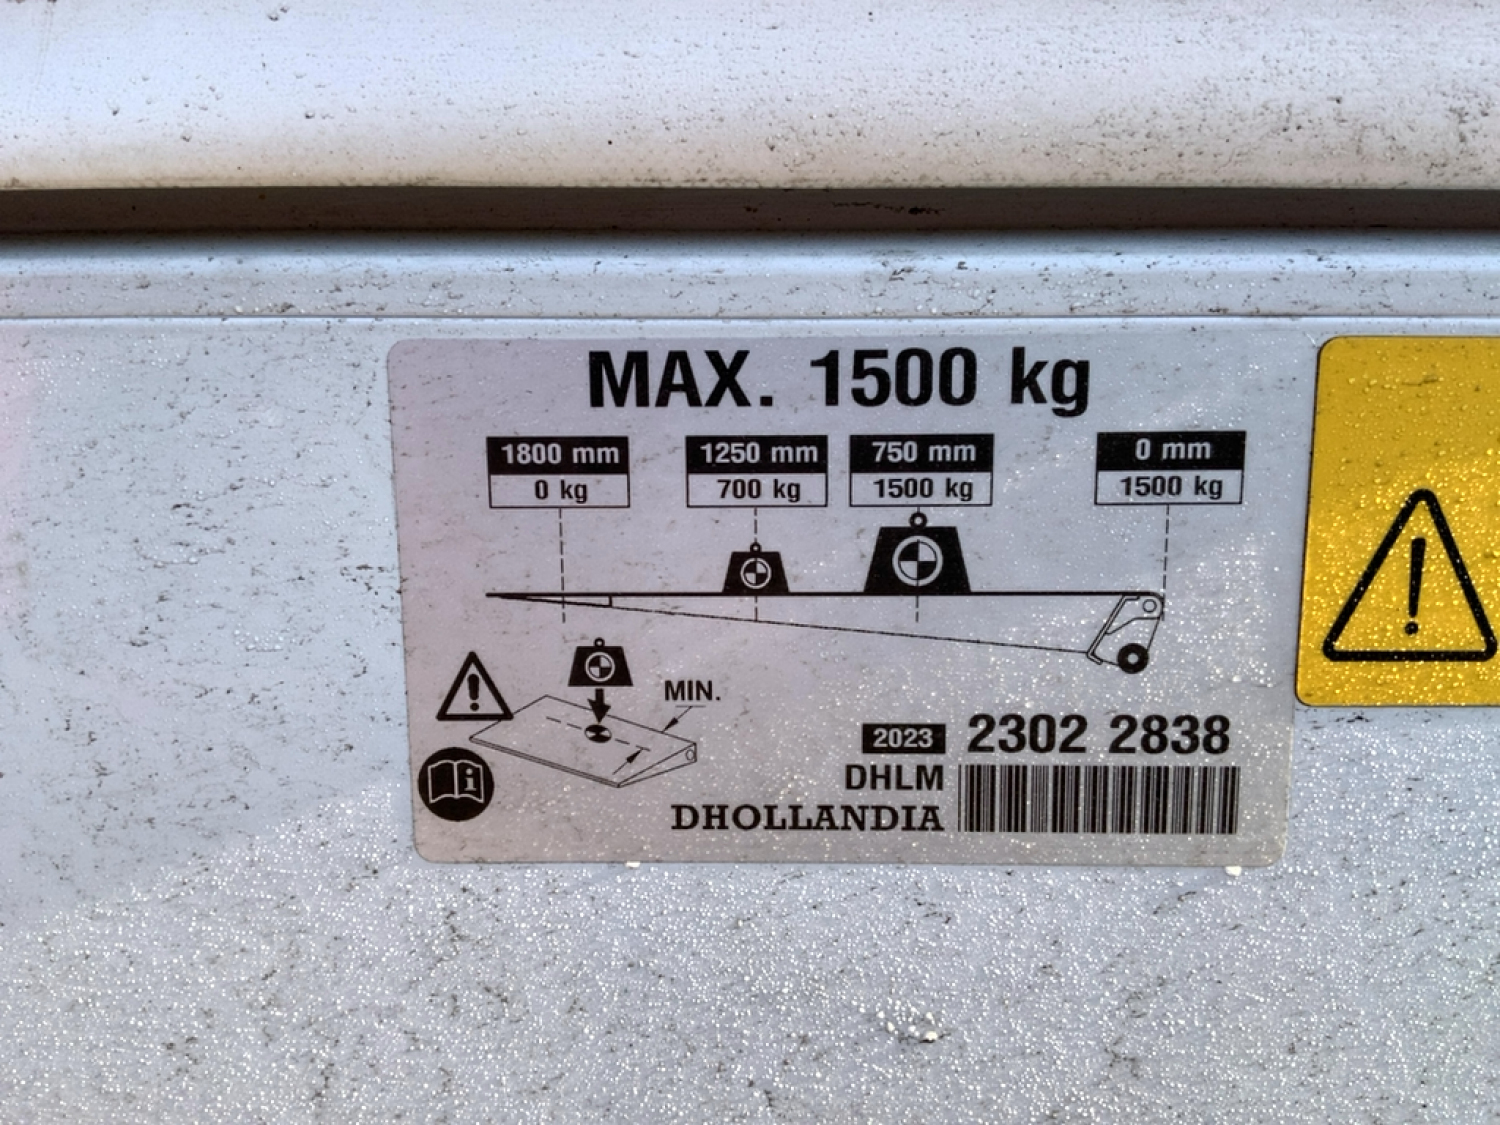 MAX. 1500 kg
1800 mm 1250 mm 750 mm 0 mm
0 kg 700 kg 1500 kg 1500 kg
MIN.
2023 2302 2838
DHLM
DHOLLANDIA